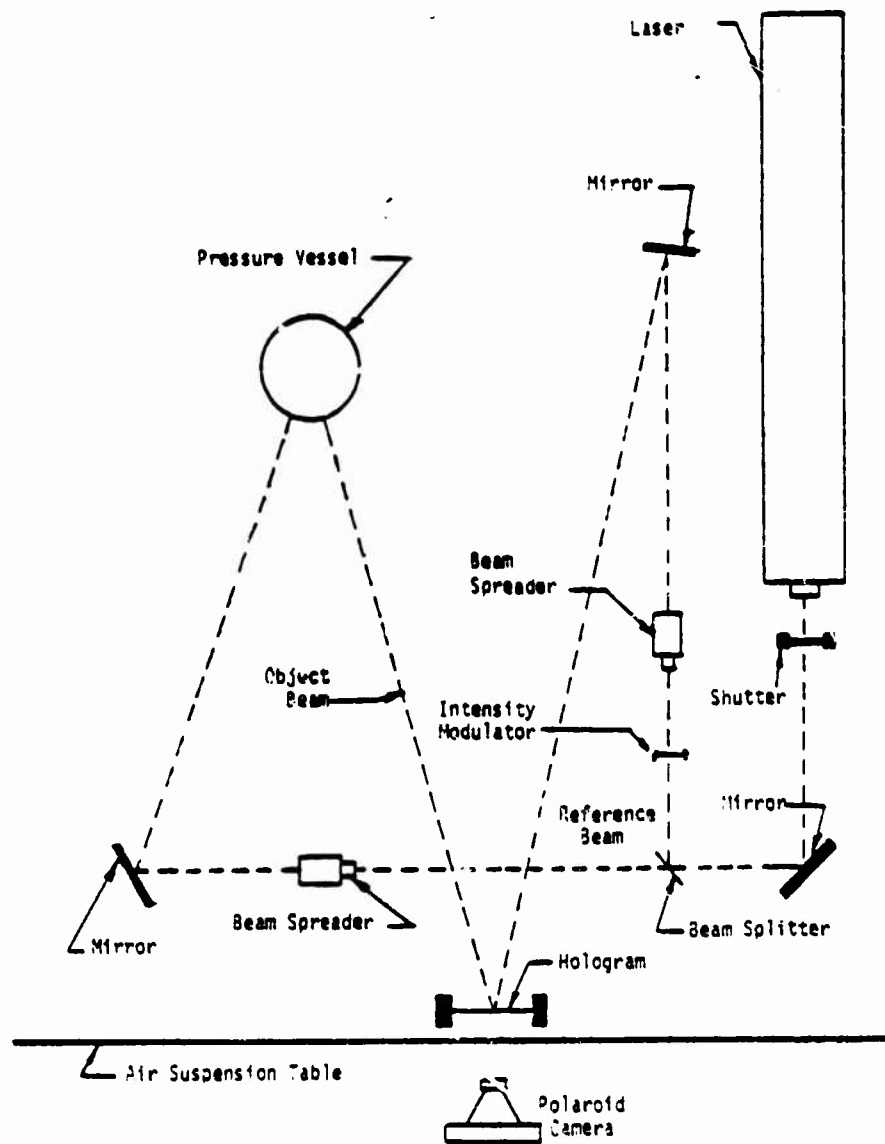 Laser
Mirror
Pressure Vessel
Beam
Spreader
Object
Beam
Shutter
Intensity
Modulator
Mirror
Reference
Beam
Beam Spreader
Beam Splitter
Mirror
Hologram
Air Suspension Table
Polaroid
Camera